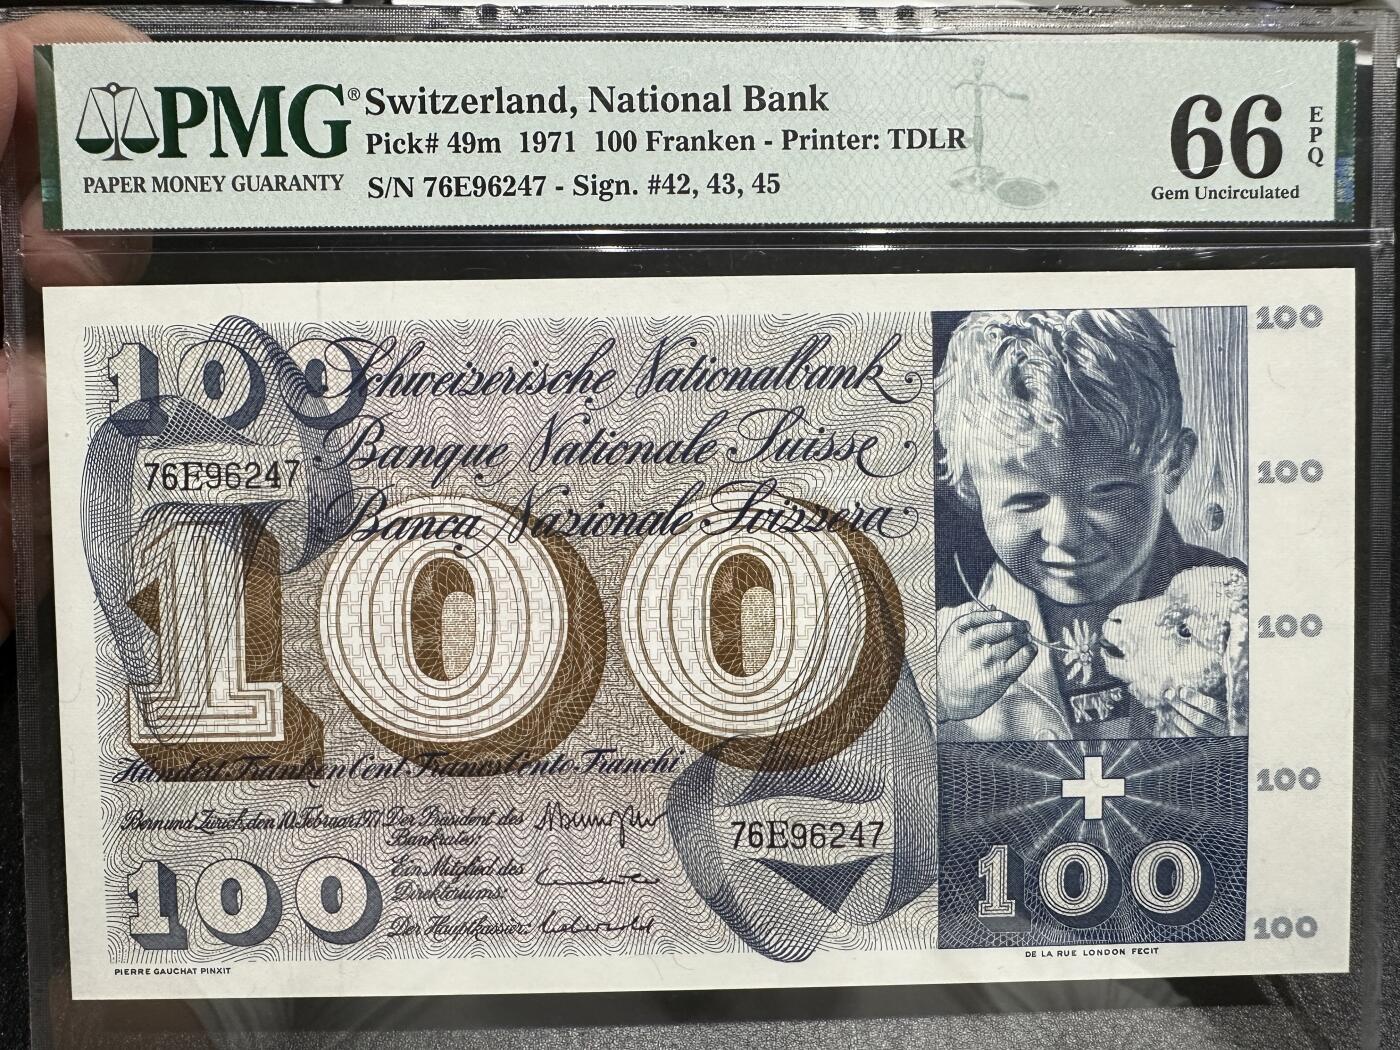 PMG® Switzerland, National Bank
Pick# 49m 1971 100 Franken - Printer: TDLR
PAPER MONEY GUARANTY
S/N 76E96247 - Sign. #42, 43, 45
66 EPQ
Gem Uncirculated
100
Schweizerische Nationalbank
Banque Nationale Suisse
76E96247
Banca Nazionale Svizzera
100
100
100
100
100
Hundert Franken Cent Francs Cento Franchi
Bern und Zürich, den 10. Februar 1971
Der Präsident des
Bankrates:
76E96247
Ein Mitglied des
Direktoriums:
Der Hauptkassier:
100
100
100
PIERRE GAUCHAT PINXIT
DE LA RUE LONDON FECIT